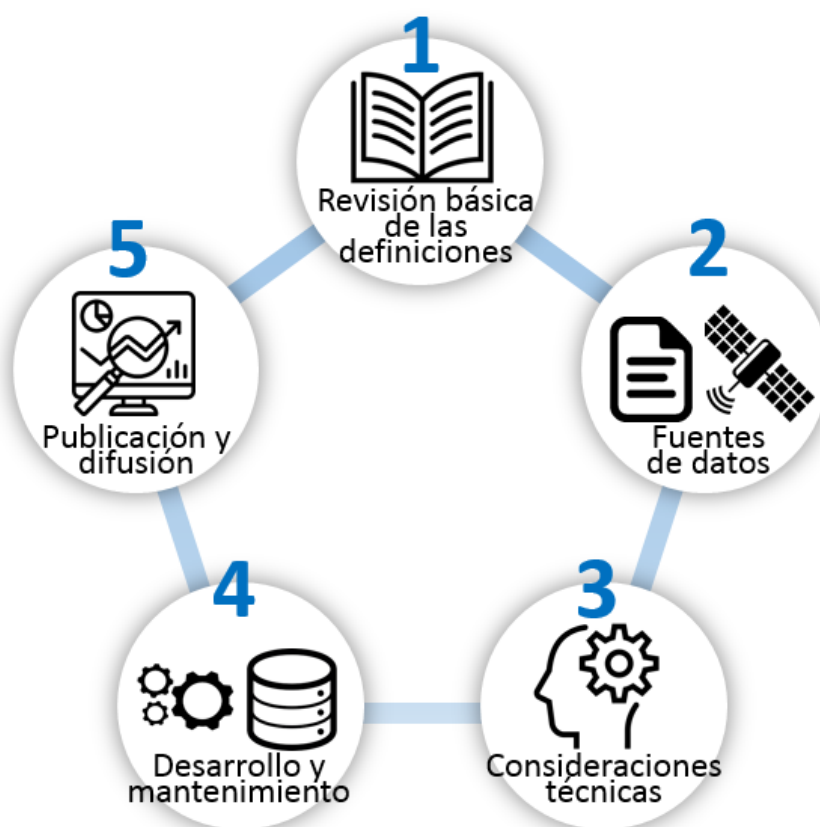 1
Revisión básica
de las
definiciones
2
Fuentes
de datos
3
Consideraciones
técnicas
4
Desarrollo y
mantenimiento
5
Publicación y
difusión